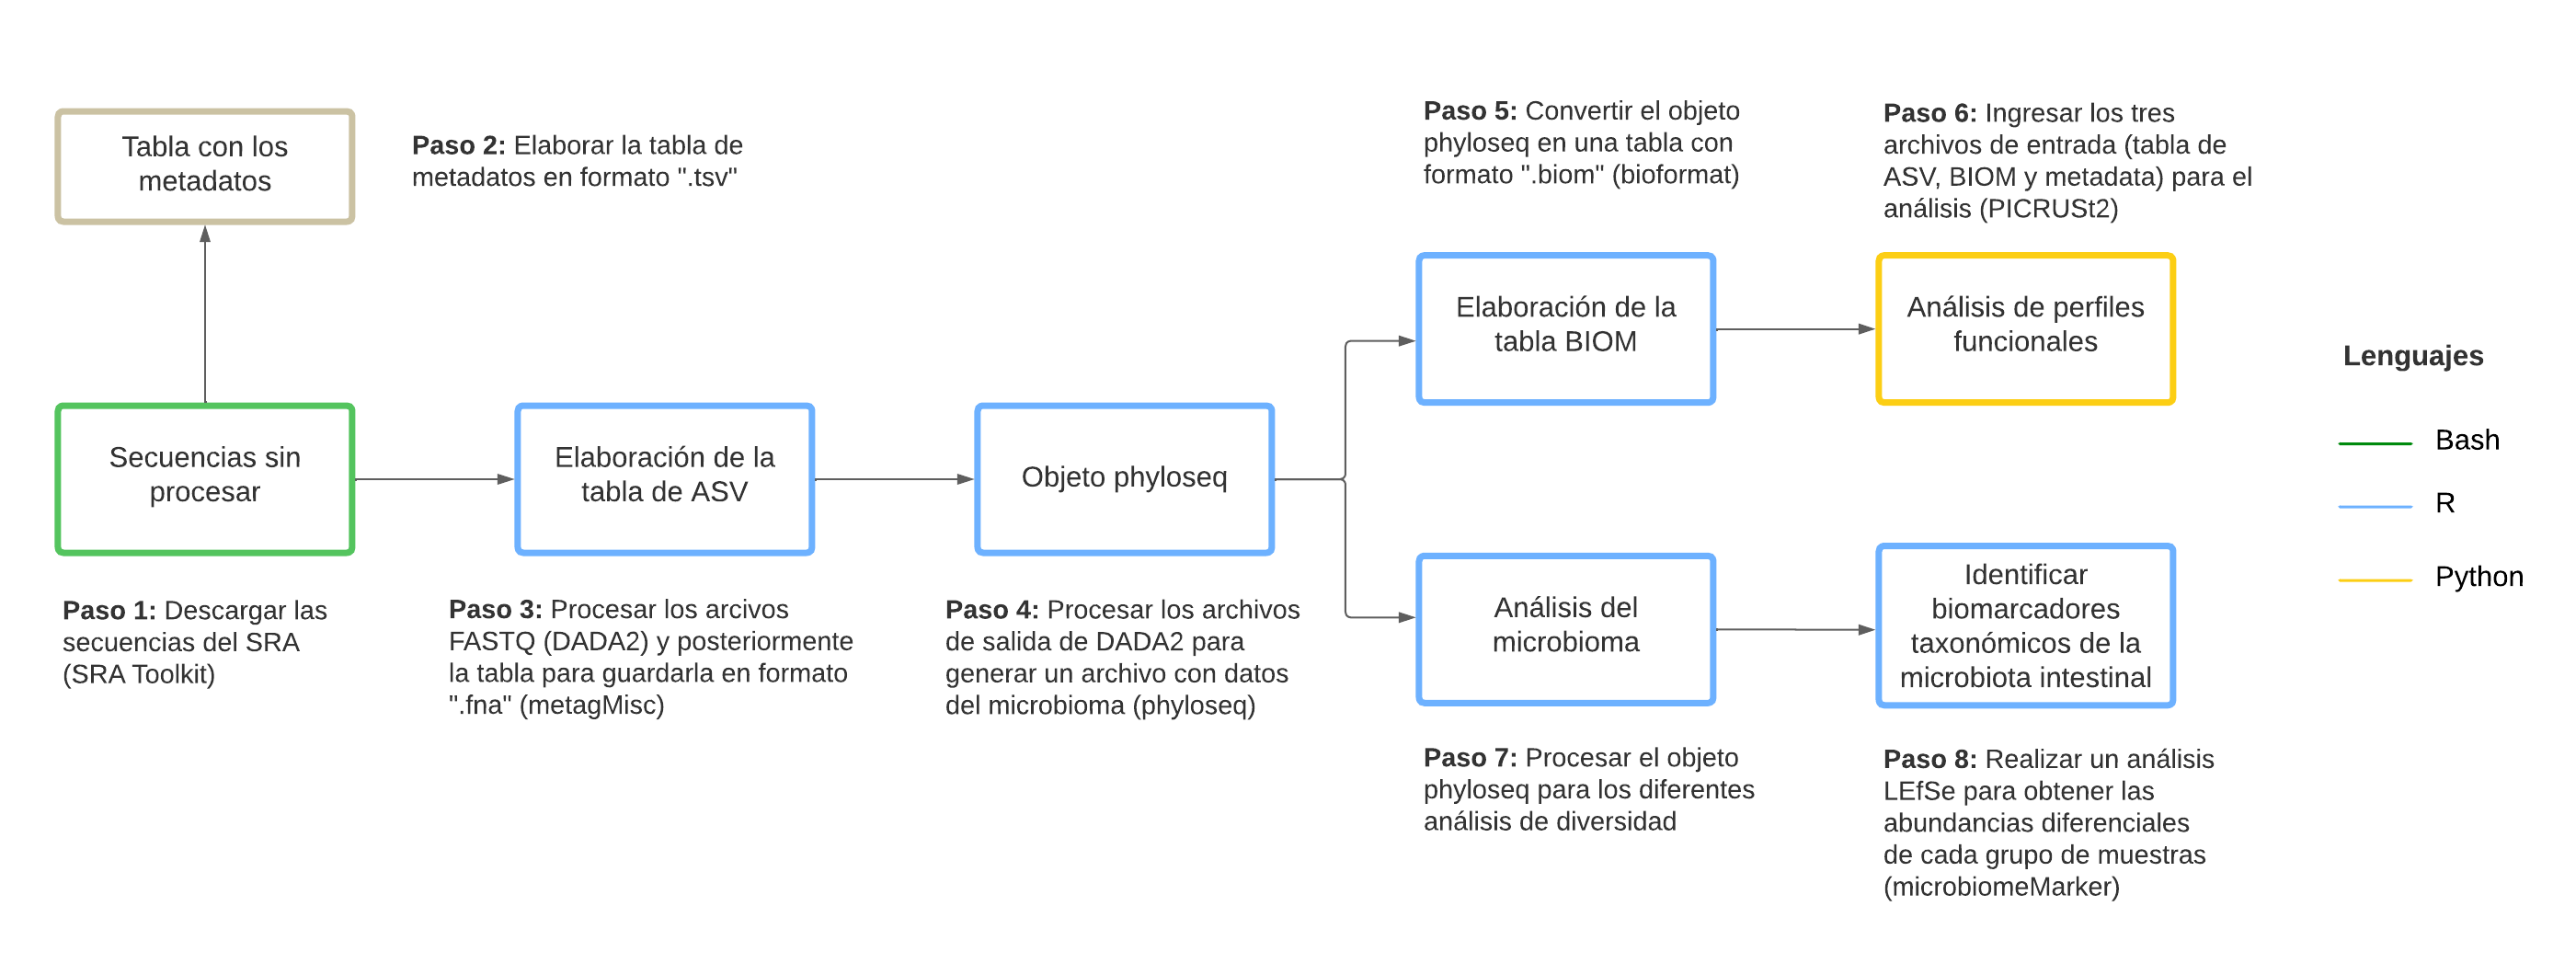 Tabla con los
metadatos
Paso 2: Elaborar la tabla de
metadatos en formato ".tsv"
Secuencias sin
procesar
Paso 1: Descargar las
secuencias del SRA
(SRA Toolkit)
Elaboración de la
tabla de ASV
Paso 3: Procesar los arcivos
FASTQ (DADA2) y posteriormente
la tabla para guardarla en formato
".fna" (metagMisc)
Objeto phyloseq
Paso 4: Procesar los archivos
de salida de DADA2 para
generar un archivo con datos
del microbioma (phyloseq)
Paso 5: Convertir el objeto
phyloseq en una tabla con
formato ".biom" (bioformat)
Elaboración de la
tabla BIOM
Paso 6: Ingresar los tres
archivos de entrada (tabla de
ASV, BIOM y metadata) para el
análisis (PICRUSt2)
Análisis de perfiles
funcionales
Análisis del
microbioma
Paso 7: Procesar el objeto
phyloseq para los diferentes
análisis de diversidad
Identificar
biomarcadores
taxonómicos de la
microbiota intestinal
Paso 8: Realizar un análisis
LEfSe para obtener las
abundancias diferenciales
de cada grupo de muestras
(microbiomeMarker)
Lenguajes
Bash
R
Python